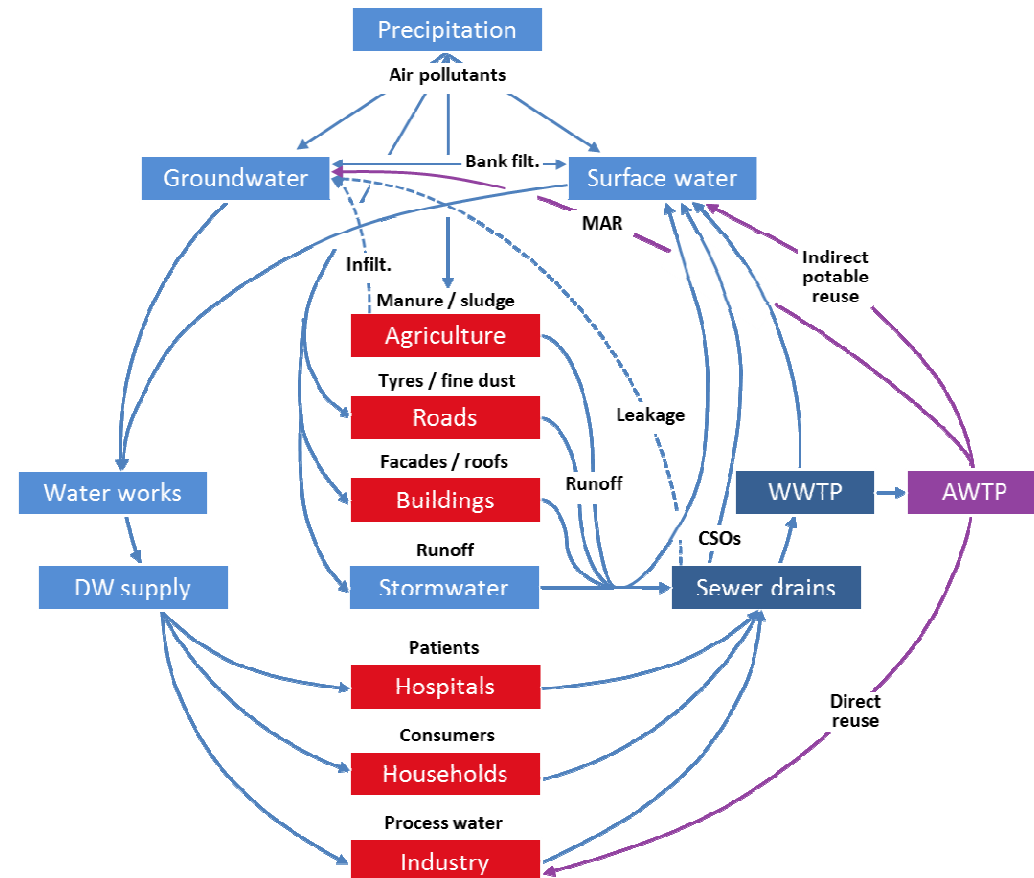 Precipitation
Air pollutants
Groundwater
Bank filt.
Surface water
MAR
Infilt.
Indirect
potable
reuse
Manure / sludge
Agriculture
Tyres / fine dust
Roads
Leakage
Facades / roofs
Runoff
Water works
Buildings
WWTP
AWTP
CSOs
Runoff
DW supply
Stormwater
Sewer drains
Patients
Hospitals
Direct
reuse
Consumers
Households
Process water
Industry